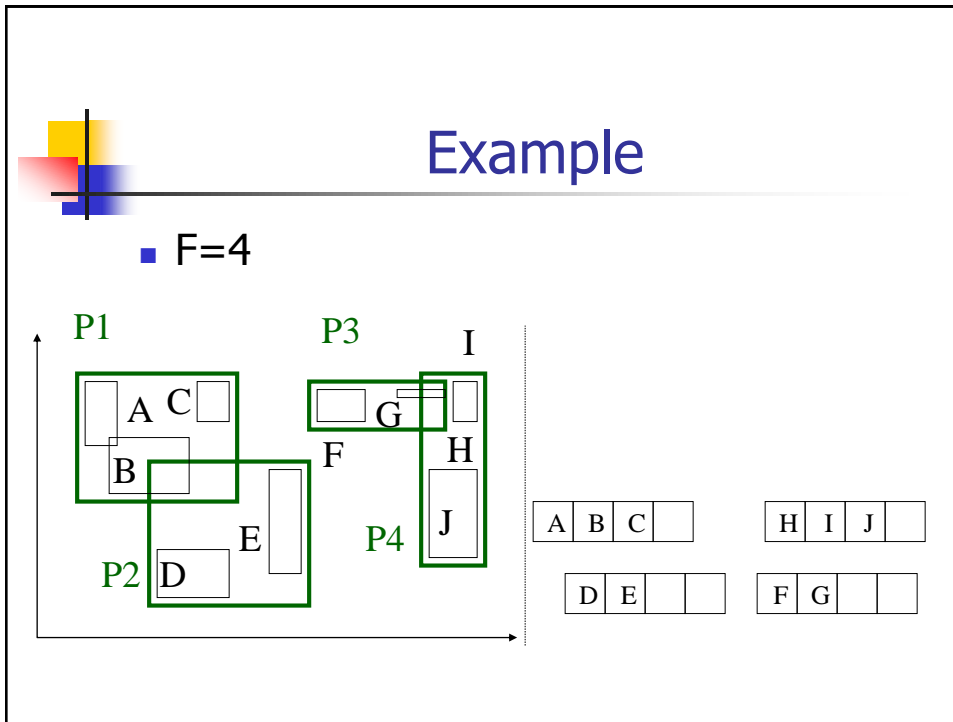 Example
F=4
P1 P3 I
A C G
B F H
E J
P2 D P4
A B C H I J
D E F G